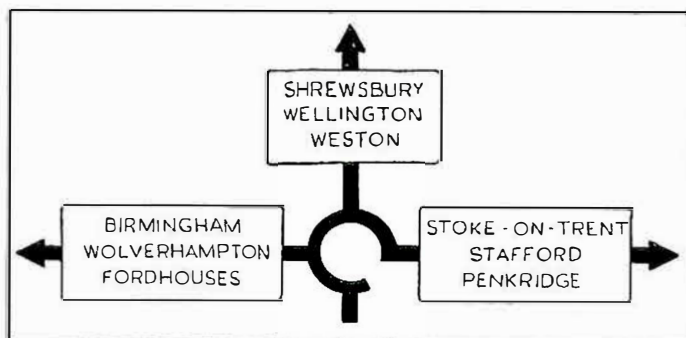 SHREWSBURY
WELLINGTON
WESTON
BIRMINGHAM
WOLVERHAMPTON
FORDHOUSES
STOKE-ON-TRENT
STAFFORD
PENKRIDGE